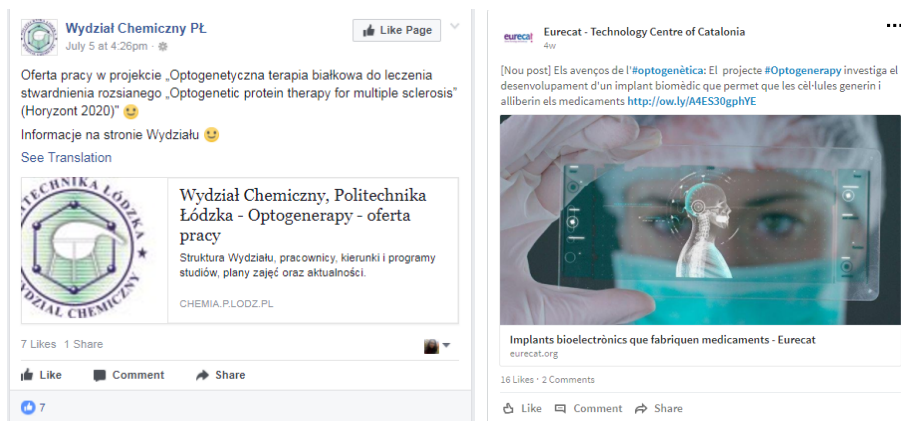 Wydział Chemiczny PŁ
July 5 at 4:26pm
Like Page
Oferta pracy w projekcie „Optogenetyczna terapia białkowa do leczenia
stwardnienia rozsianego „Optogenetic protein therapy for multiple sclerosis”
(Horyzont 2020)”
Informacje na stronie Wydziału
See Translation
POLITECHNIKA ŁÓDZKA
WYDZIAŁ CHEMICZNY
Wydział Chemiczny, Politechnika
Łódzka - Optogenerapy - oferta
pracy
Struktura Wydziału, pracownicy, kierunki i programy
studiów, plany zajęć oraz aktualności.
CHEMIA.P.LODZ.PL
7 Likes 1 Share
Like Comment Share
7
eurecat
Eurecat - Technology Centre of Catalonia
4w
[Nou post] Els avenços de l'#optogenètica: El projecte #Optogenerapy investiga el
desenvolupament d'un implant biomèdic que permet que les cèl·lules generin i
alliberin els medicaments http://ow.ly/A4ES30gphYE
Implants bioelectrònics que fabriquen medicaments - Eurecat
eurecat.org
16 Likes · 2 Comments
Like Comment Share